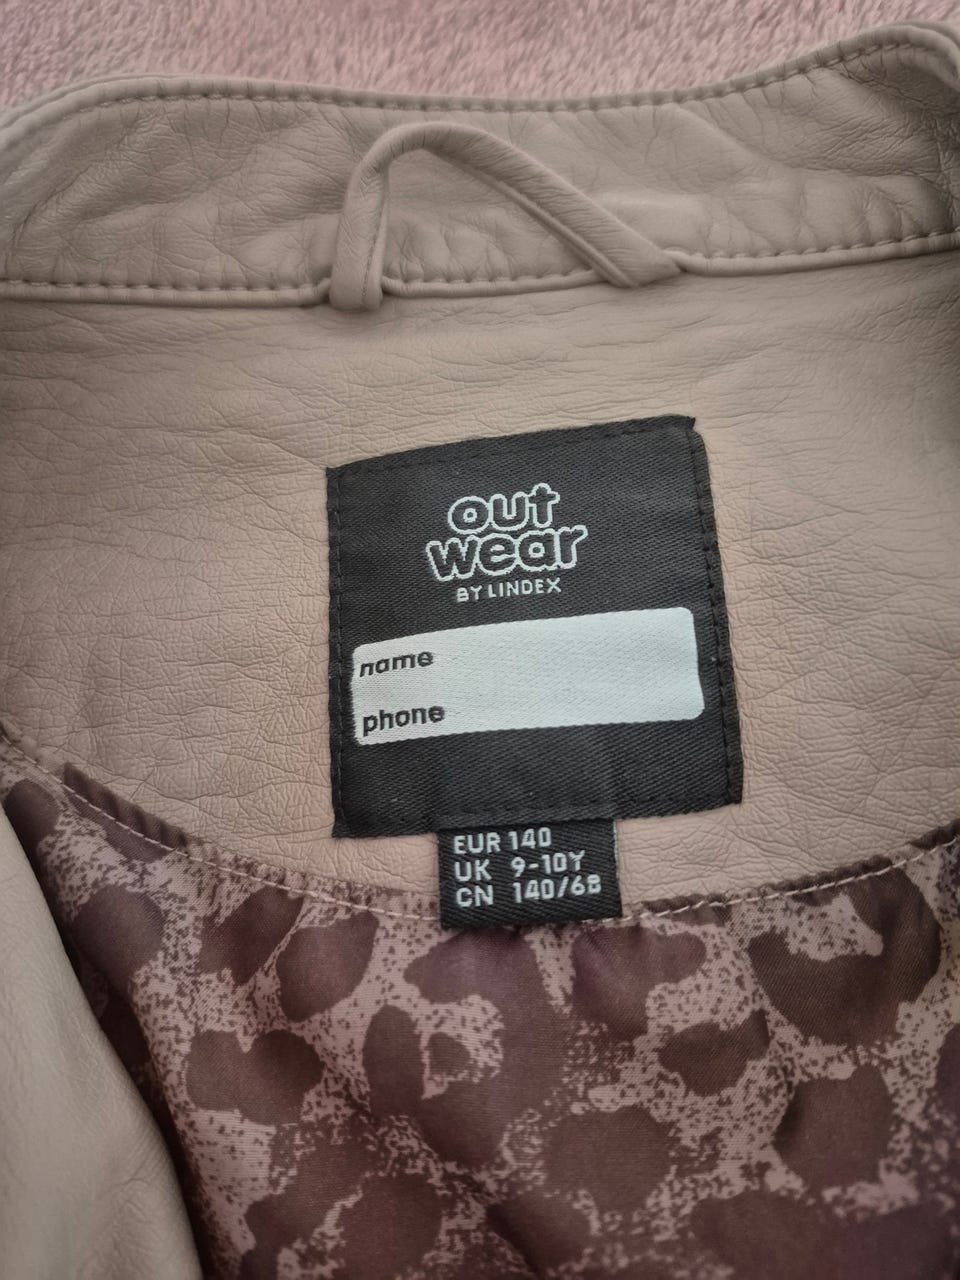 out
wear
BY LINDEX
name
phone
EUR 140
UK 9-10Y
CN 140/68